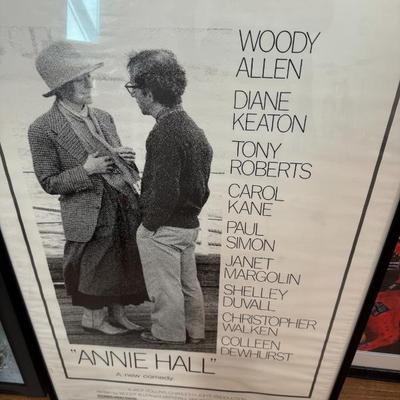 WOODY
ALLEN
DIANE
KEATON
TONY
ROBERTS
CAROL
KANE
PAUL
SIMON
JANET
MARGOLIN
SHELLEY
DUVALL
CHRISTOPHER
WALKEN
COLLEEN
DEWHURST
"ANNIE HALL"
A new comedy